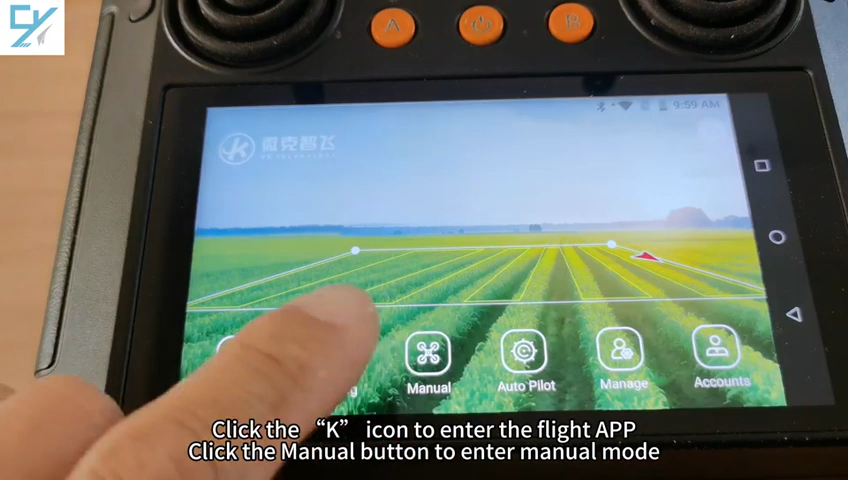 A
B
9:59 AM
微克智飞
Manual
Auto Pilot
Manage
Accounts
Click the “K” icon to enter the flight APP
Click the Manual button to enter manual mode